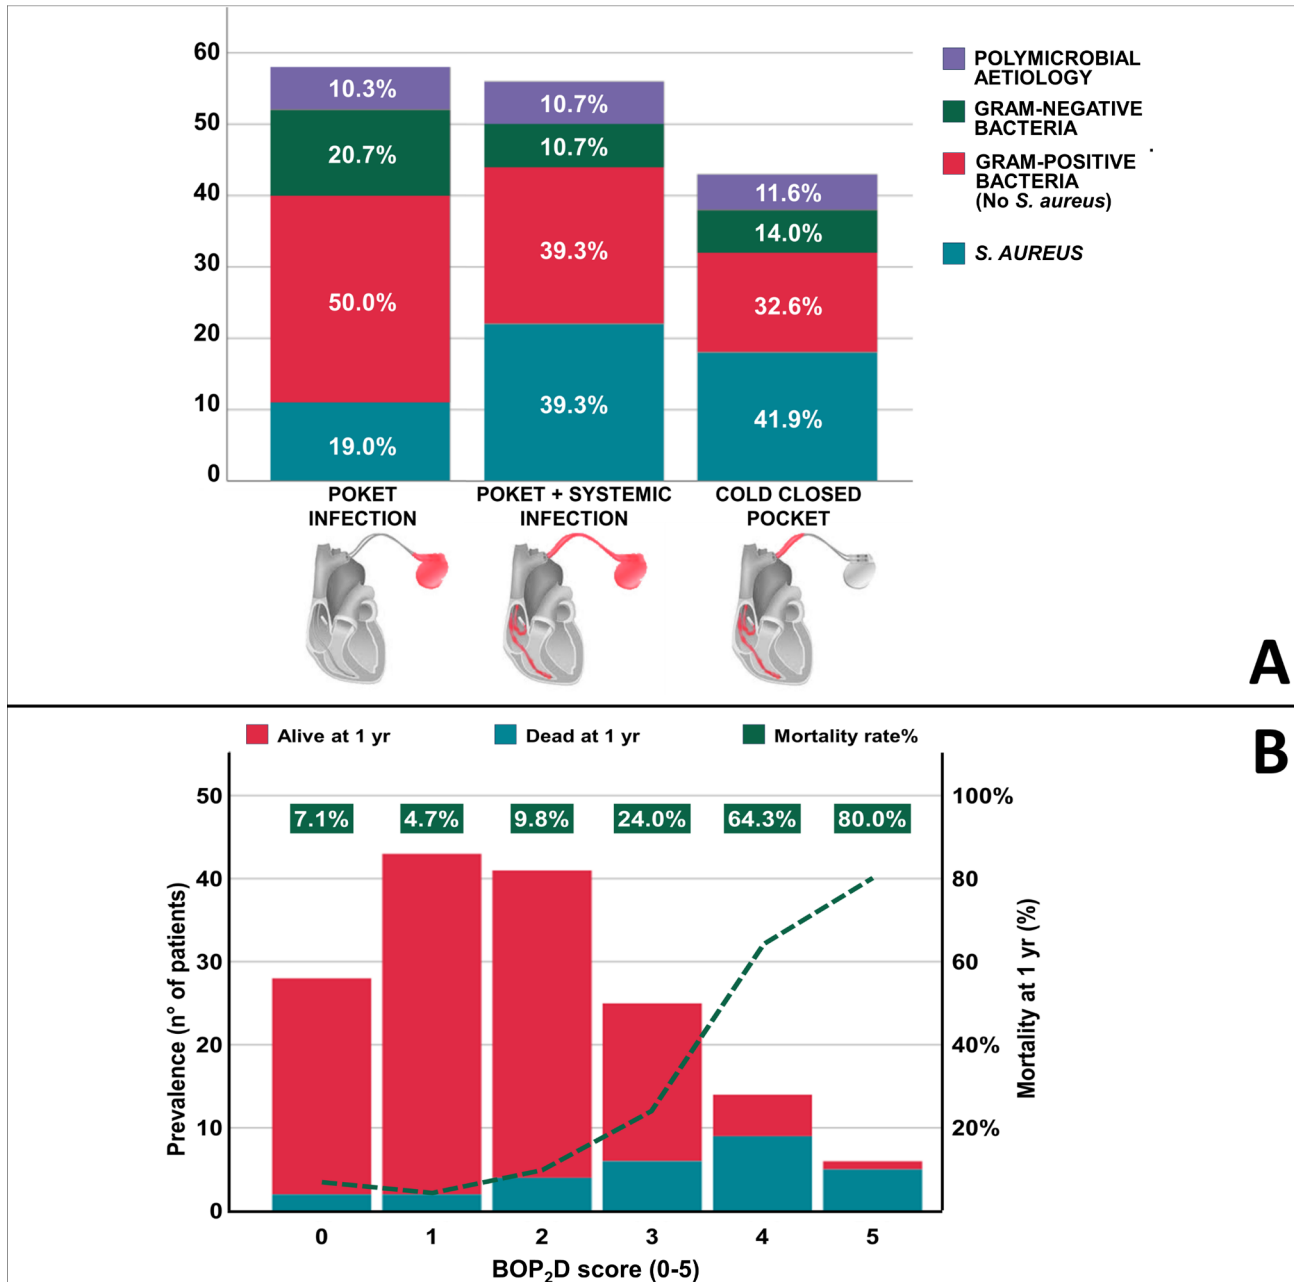 60
50
40
30
20
10
0
10.3%
20.7%
50.0%
19.0%
10.7%
10.7%
39.3%
39.3%
11.6%
14.0%
32.6%
41.9%
POLYMICROBIAL
AETIOLOGY
GRAM-NEGATIVE
BACTERIA
GRAM-POSITIVE
BACTERIA
(No S. aureus)
S. AUREUS
POKET
INFECTION
POKET + SYSTEMIC
INFECTION
COLD CLOSED
POCKET
A
Alive at 1 yr
Dead at 1 yr
Mortality rate%
B
Prevalence (n° of patients)
50
40
30
20
10
0
7.1%
4.7%
9.8%
24.0%
64.3%
80.0%
100%
80
60
40%
20%
Mortality at 1 yr (%)
0 1 2 3 4 5
BOP₂D score (0-5)